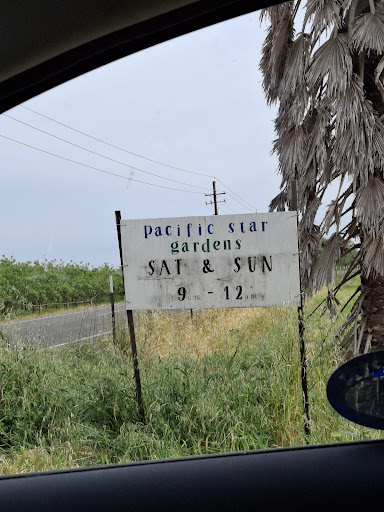 pacific star
gardens
SAT & SUN
9 - 12